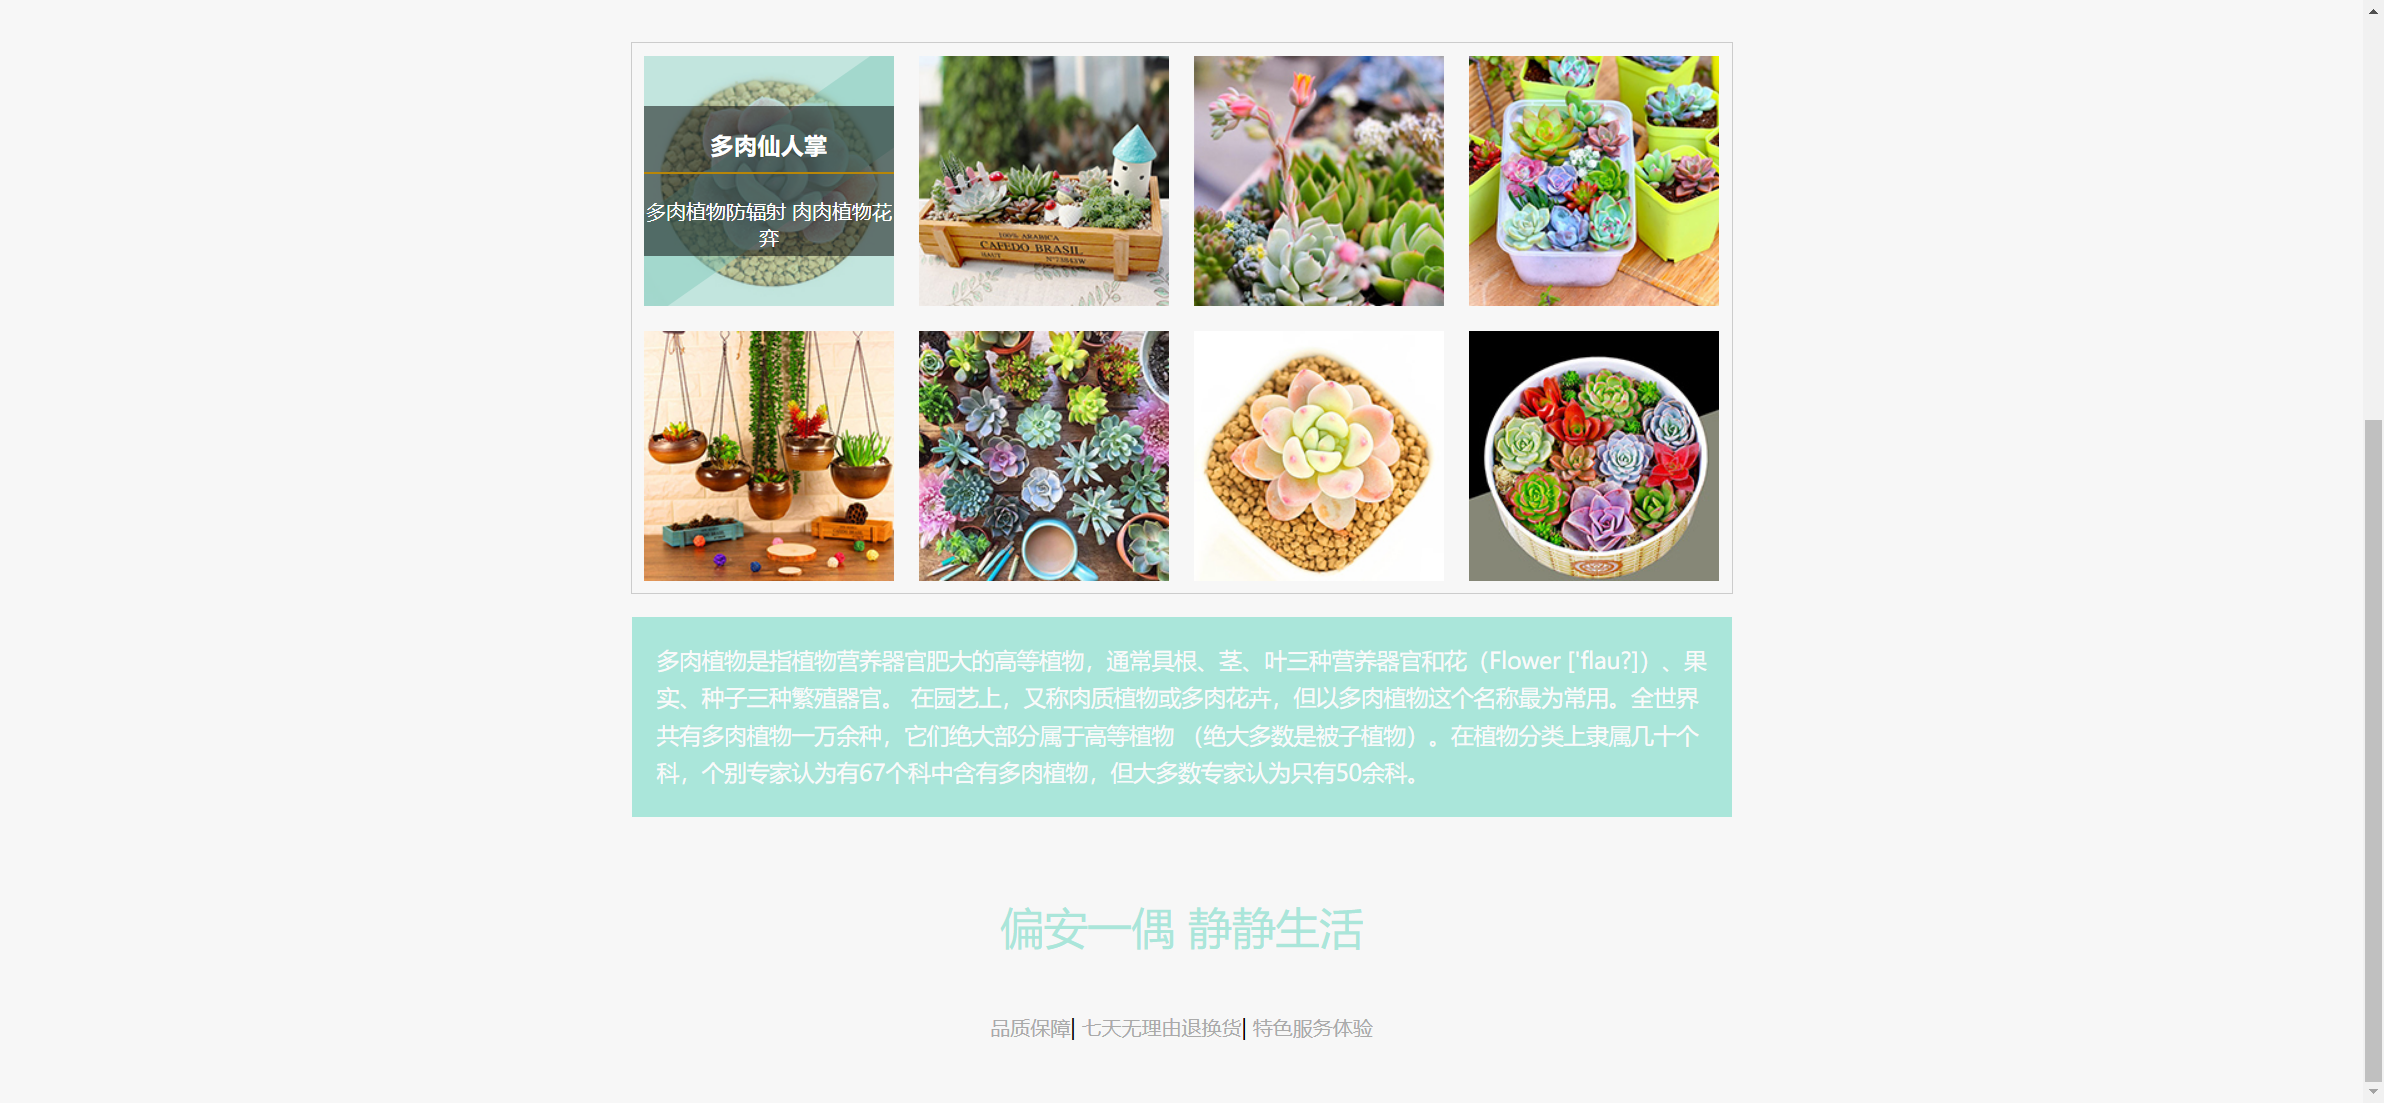 多肉仙人掌
多肉植物防辐射 肉肉植物花
弈
100% ARABICA
CAFEDO BRASIL
HAUT N°23843W
多肉植物是指植物营养器官肥大的高等植物，通常具根、茎、叶三种营养器官和花（Flower ['flau?]）、果
实、种子三种繁殖器官。 在园艺上，又称肉质植物或多肉花卉，但以多肉植物这个名称最为常用。全世界
共有多肉植物一万余种，它们绝大部分属于高等植物 （绝大多数是被子植物）。在植物分类上隶属几十个
科，个别专家认为有67个科中含有多肉植物，但大多数专家认为只有50余科。
偏安一偶 静静生活
品质保障| 七天无理由退换货| 特色服务体验